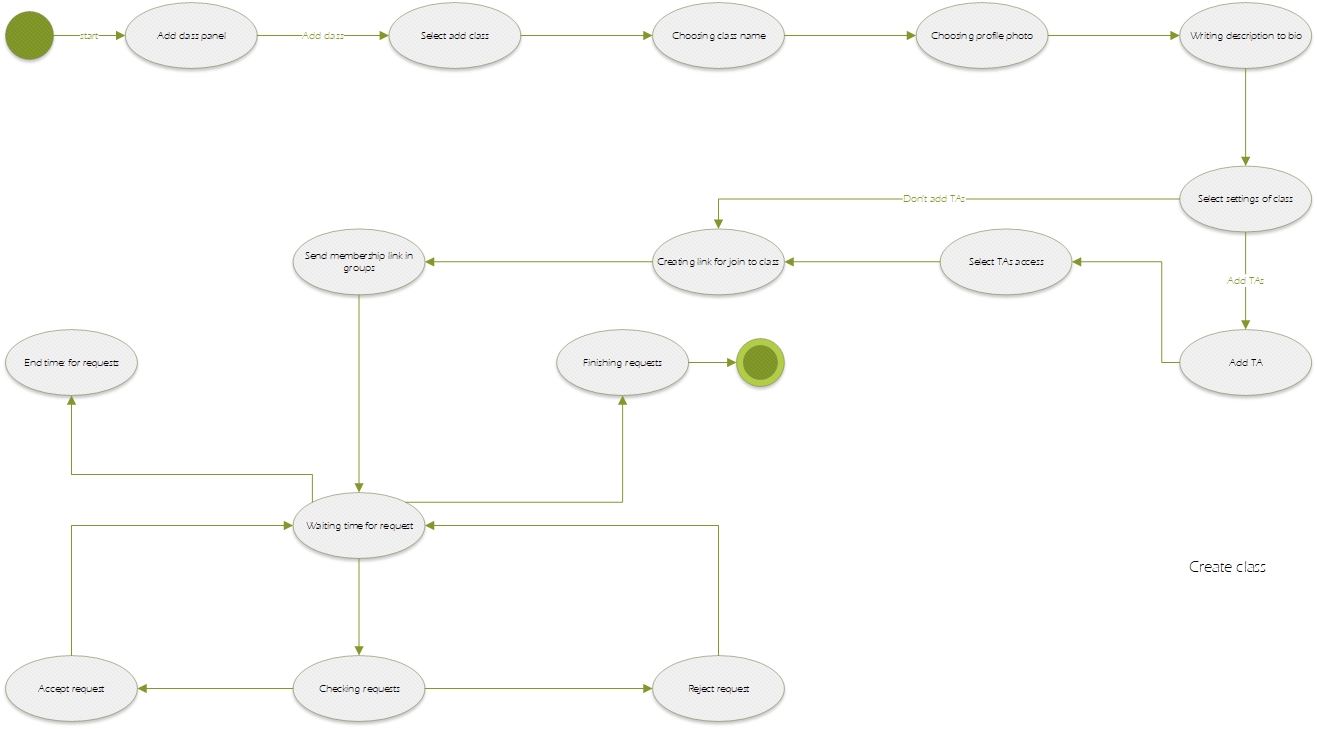 start
Add class panel
Add class
Select add class
Choosing class name
Choosing profile photo
Writing description to bio
Select settings of class
Don't add TAs
Send membership link in
groups
Creating link for join to class
Select TAs access
Add TAs
End time: for requests
Finishing requests
Add TA
Waiting time for request
Create class
Accept request
Checking requests
Reject request